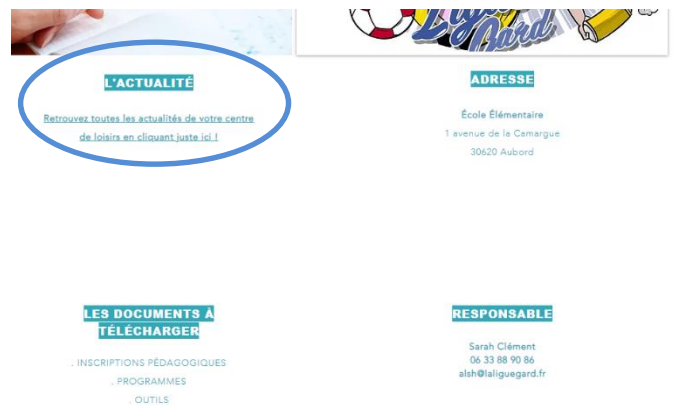 Ligue
Gard
L'ACTUALITÉ
Retrouvez toutes les actualités de votre centre
de loisirs en cliquant juste ici !
ADRESSE
École Élémentaire
1 avenue de la Camargue
30620 Aubord
LES DOCUMENTS À
TÉLÉCHARGER
. INSCRIPTIONS PÉDAGOGIQUES
. PROGRAMMES
. OUTILS
RESPONSABLE
Sarah Clément
06 33 88 90 86
alsh@laliguegard.fr